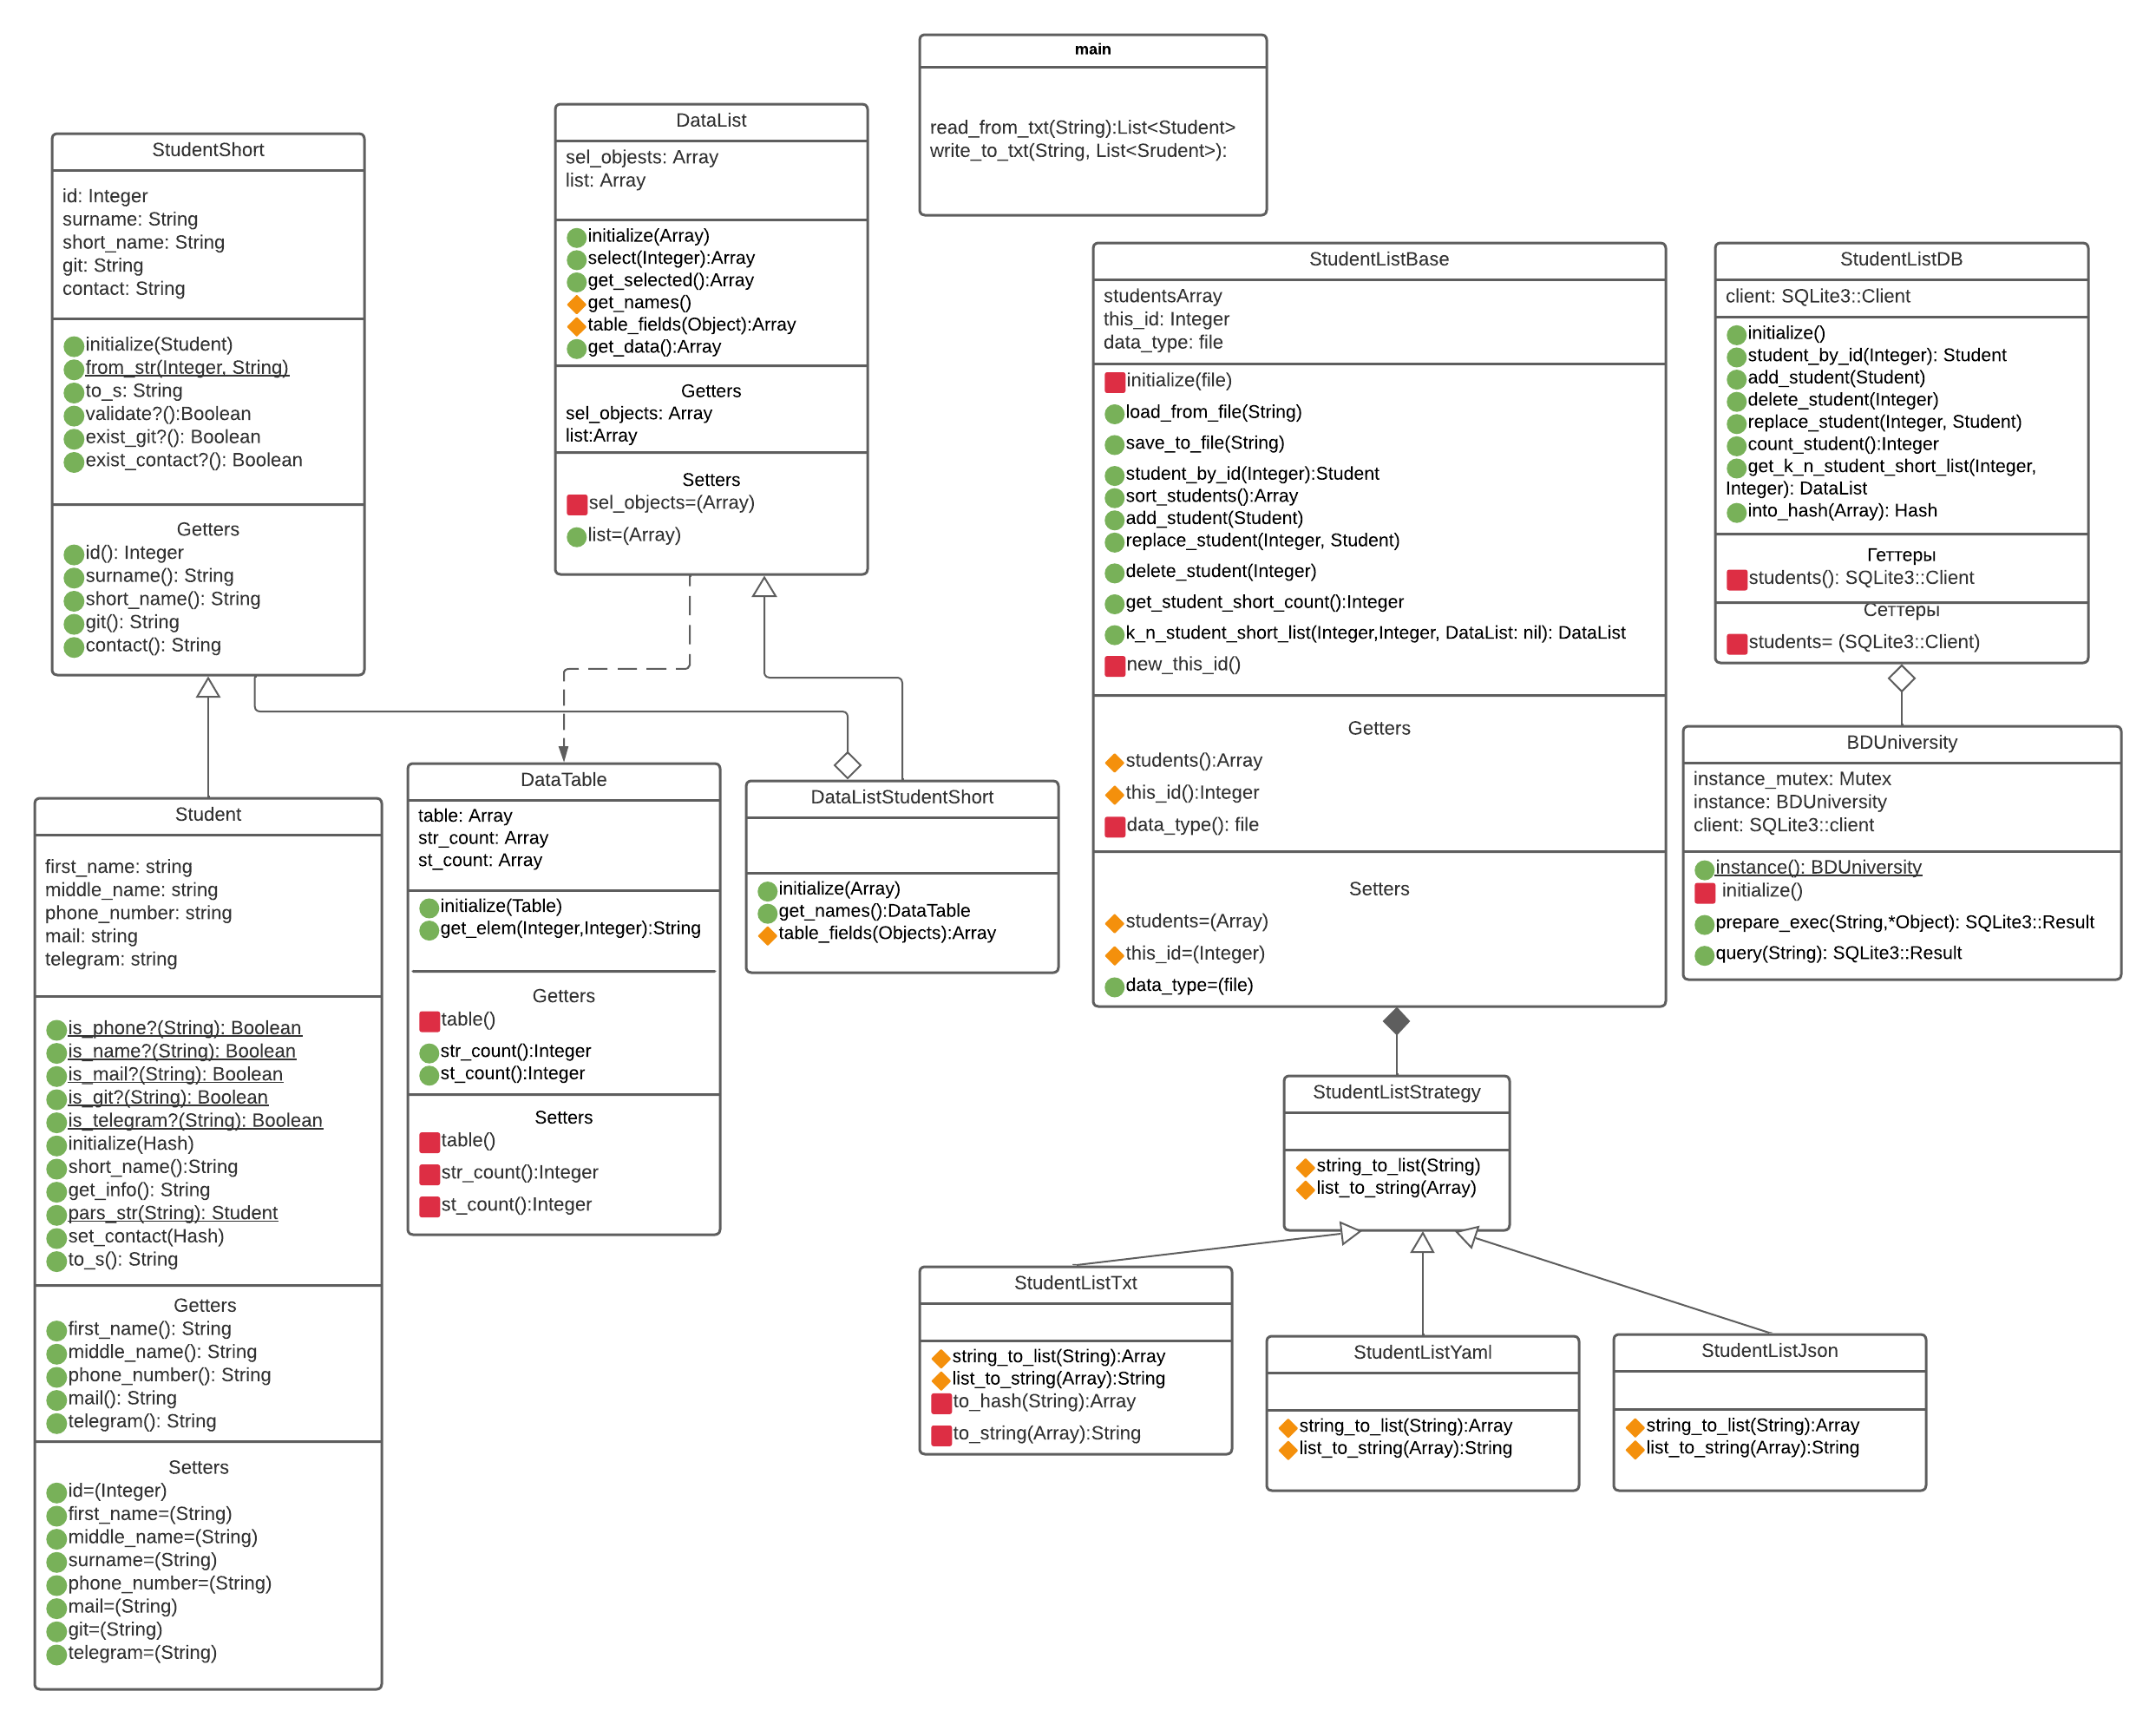 main
read_from_txt(String):List<Student>
write_to_txt(String, List<Srudent>):
StudentShort
id: Integer
surname: String
short_name: String
git: String
contact: String
initialize(Student)
from_str(Integer, String)
to_s: String
validate?():Boolean
exist_git?(): Boolean
exist_contact?(): Boolean
Getters
id(): Integer
surname(): String
short_name(): String
git(): String
contact(): String
DataList
sel_objests: Array
list: Array
initialize(Array)
select(Integer):Array
get_selected():Array
get_names()
table_fields(Object):Array
get_data():Array
Getters
sel_objects: Array
list:Array
Setters
sel_objects=(Array)
list=(Array)
StudentListBase
studentsArray
this_id: Integer
data_type: file
initialize(file)
load_from_file(String)
save_to_file(String)
student_by_id(Integer):Student
sort_students():Array
add_student(Student)
replace_student(Integer, Student)
delete_student(Integer)
get_student_short_count():Integer
k_n_student_short_list(Integer,Integer, DataList: nil): DataList
new_this_id()
Getters
students():Array
this_id():Integer
data_type(): file
Setters
students=(Array)
this_id=(Integer)
data_type=(file)
StudentListDB
client: SQLite3::Client
initialize()
student_by_id(Integer): Student
add_student(Student)
delete_student(Integer)
replace_student(Integer, Student)
count_student():Integer
get_k_n_student_short_list(Integer,
Integer): DataList
into_hash(Array): Hash
Геттеры
students(): SQLite3::Client
Сеттеры
students= (SQLite3::Client)
BDUniversity
instance_mutex: Mutex
instance: BDUniversity
client: SQLite3::client
instance(): BDUniversity
initialize()
prepare_exec(String,*Object): SQLite3::Result
query(String): SQLite3::Result
Student
first_name: string
middle_name: string
phone_number: string
mail: string
telegram: string
is_phone?(String): Boolean
is_name?(String): Boolean
is_mail?(String): Boolean
is_git?(String): Boolean
is_telegram?(String): Boolean
initialize(Hash)
short_name():String
get_info(): String
pars_str(String): Student
set_contact(Hash)
to_s(): String
Getters
first_name(): String
middle_name(): String
phone_number(): String
mail(): String
telegram(): String
Setters
id=(Integer)
first_name=(String)
middle_name=(String)
surname=(String)
phone_number=(String)
mail=(String)
git=(String)
telegram=(String)
DataTable
table: Array
str_count: Array
st_count: Array
initialize(Table)
get_elem(Integer,Integer):String
Getters
table()
str_count():Integer
st_count():Integer
Setters
table()
str_count():Integer
st_count():Integer
DataListStudentShort
initialize(Array)
get_names():DataTable
table_fields(Objects):Array
StudentListStrategy
string_to_list(String)
list_to_string(Array)
StudentListTxt
string_to_list(String):Array
list_to_string(Array):String
to_hash(String):Array
to_string(Array):String
StudentListYaml
string_to_list(String):Array
list_to_string(Array):String
StudentListJson
string_to_list(String):Array
list_to_string(Array):String